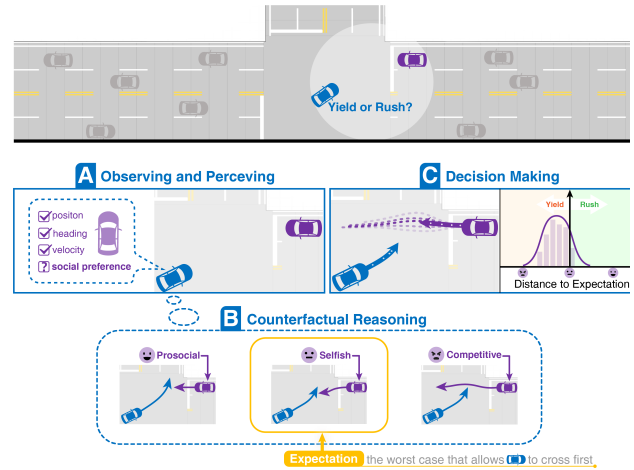 Yield or Rush?
A Observing and Perceving
positon
heading
velocity
? social preference
C Decision Making
Yield Rush
Distance to Expectation
B Counterfactual Reasoning
Prosocial
Selfish
Competitive
Expectation the worst case that allows to cross first